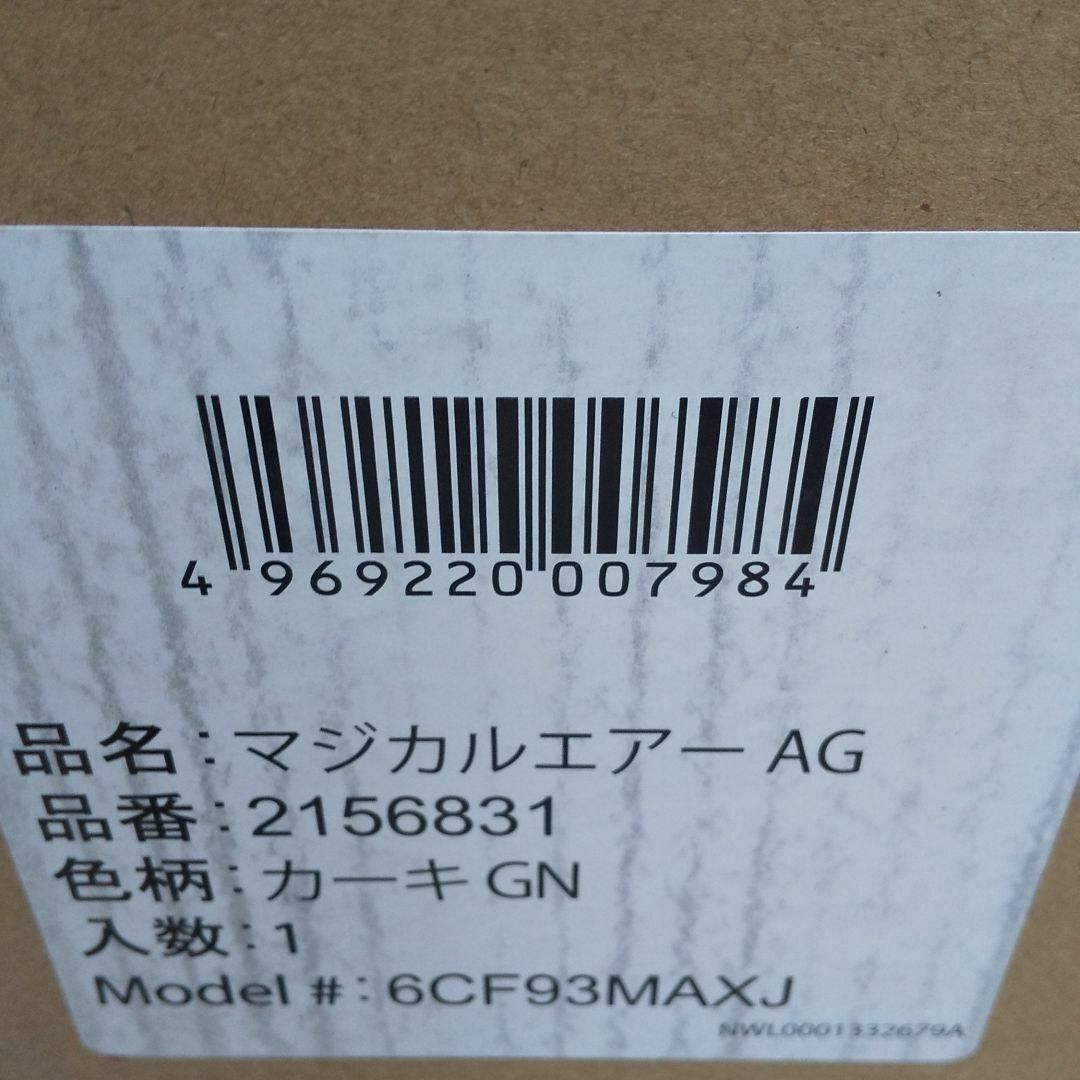 4 969220 007984
品名：マジカルエアー AG
品番：2156831
色柄：カーキ GN
入数：1
Model #：6CF93MAXJ
NWL0001332679A